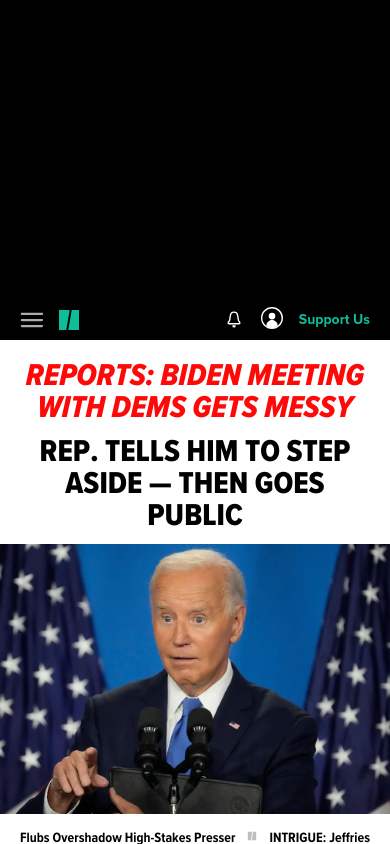 Support Us
REPORTS: BIDEN MEETING
WITH DEMS GETS MESSY
REP. TELLS HIM TO STEP
ASIDE — THEN GOES
PUBLIC
Flubs Overshadow High-Stakes Presser
INTRIGUE: Jeffries